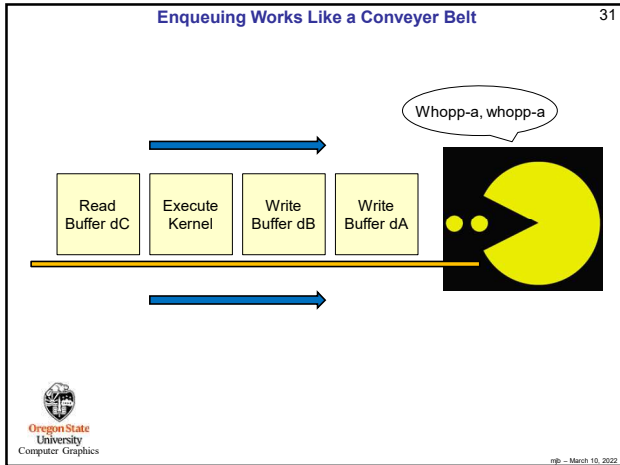 Enqueuing Works Like a Conveyer Belt
31
Whopp-a, whopp-a
Read
Buffer dC
Execute
Kernel
Write
Buffer dB
Write
Buffer dA
Oregon State
University
Computer Graphics
mjb – March 10, 2022